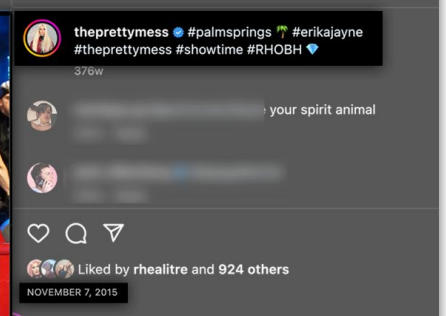 theprettymess #palmsprings 🌴 #erikajayne
#theprettymess #showtime #RHOBH 💎
376w
your spirit animal
Liked by rhealitre and 924 others
NOVEMBER 7, 2015